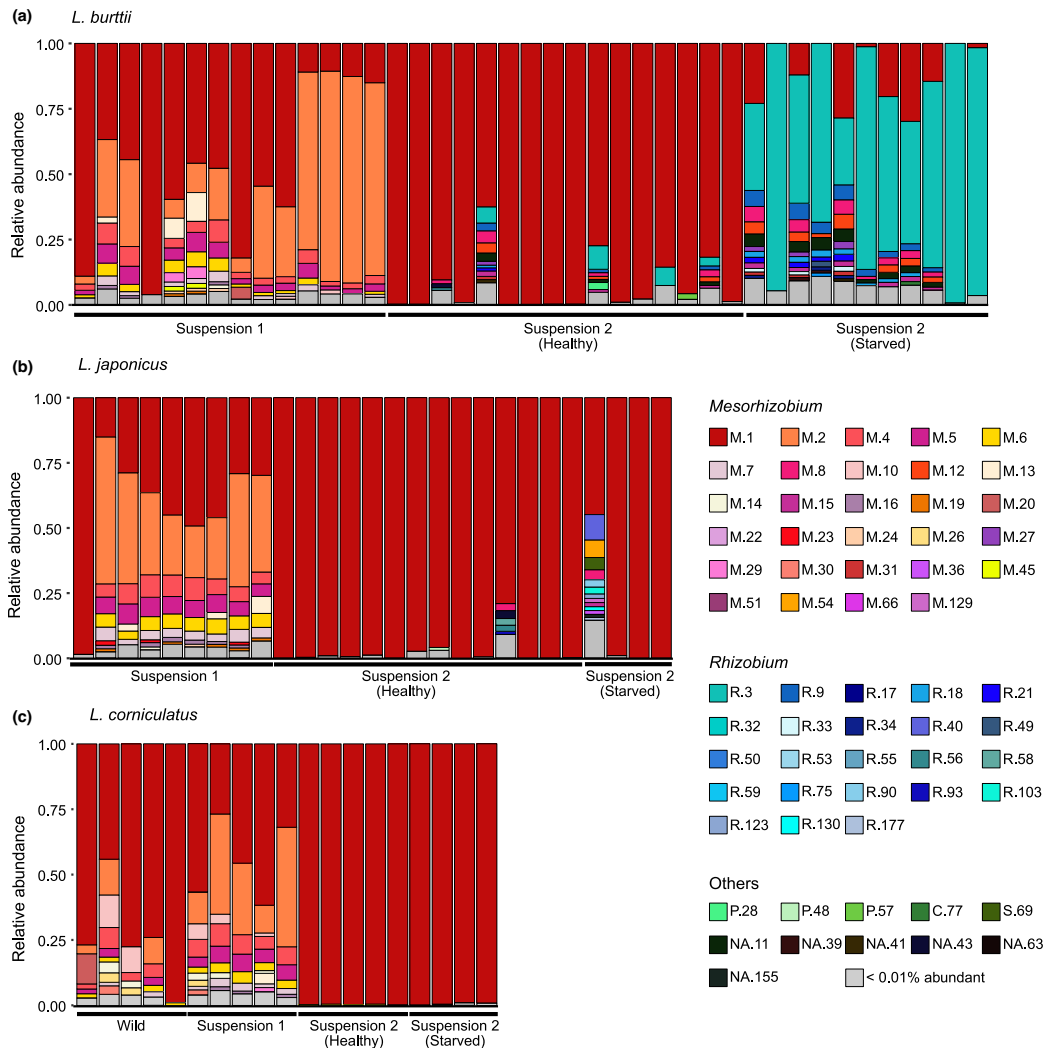 (a) L. burttii
1.00
0.75
0.50
0.25
0.00
Relative abundance
Suspension 1
Suspension 2
(Healthy)
Suspension 2
(Starved)
(b) L. japonicus
1.00
0.75
0.50
0.25
0.00
Relative abundance
Suspension 1
Suspension 2
(Healthy)
Suspension 2
(Starved)
(c) L. corniculatus
1.00
0.75
0.50
0.25
0.00
Relative abundance
Wild
Suspension 1
Suspension 2
(Healthy)
Suspension 2
(Starved)
Mesorhizobium
M.1 M.2 M.4 M.5 M.6
M.7 M.8 M.10 M.12 M.13
M.14 M.15 M.16 M.19 M.20
M.22 M.23 M.24 M.26 M.27
M.29 M.30 M.31 M.36 M.45
M.51 M.54 M.66 M.129
Rhizobium
R.3 R.9 R.17 R.18 R.21
R.32 R.33 R.34 R.40 R.49
R.50 R.53 R.55 R.56 R.58
R.59 R.75 R.90 R.93 R.103
R.123 R.130 R.177
Others
P.28 P.48 P.57 C.77 S.69
NA.11 NA.39 NA.41 NA.43 NA.63
NA.155 < 0.01% abundant